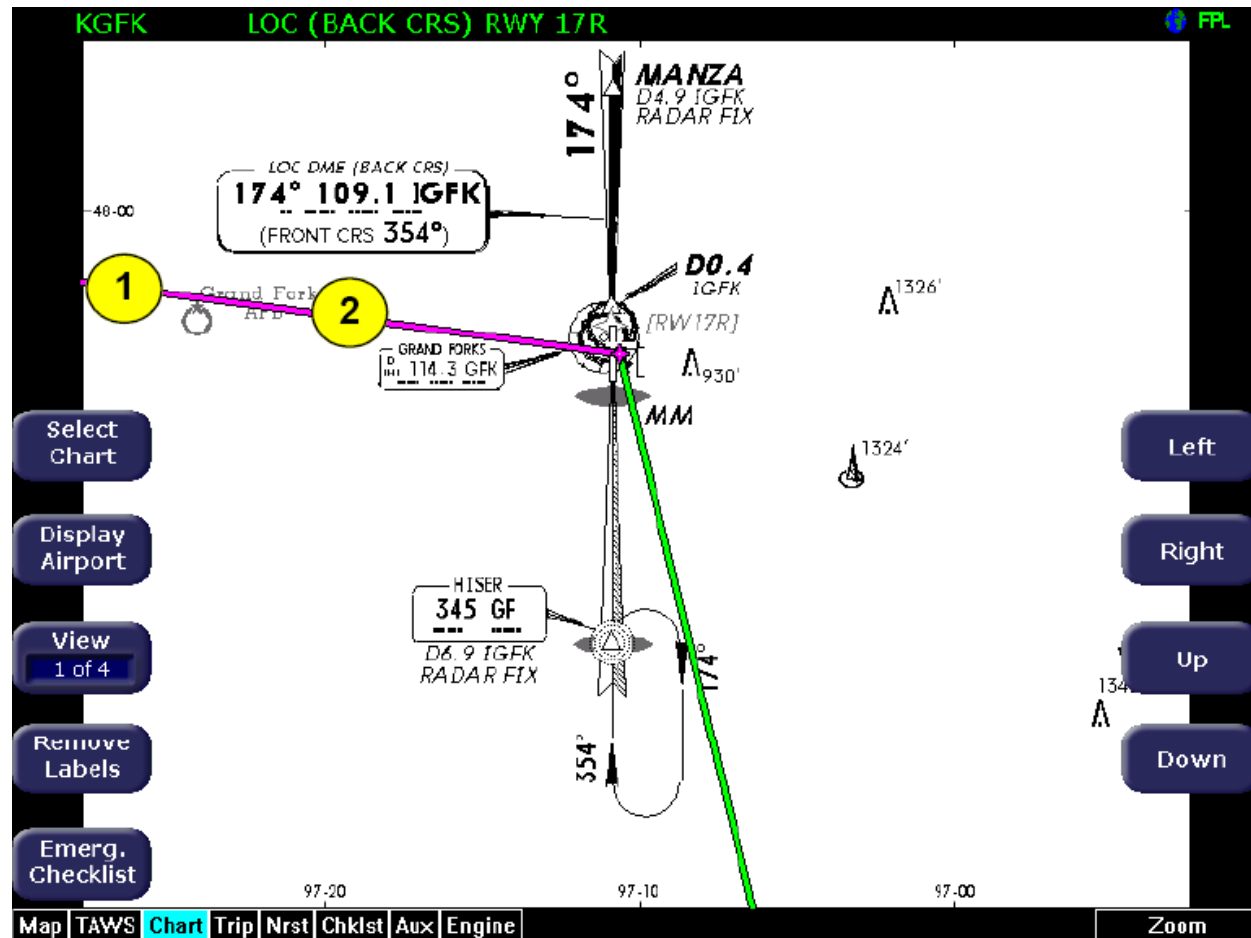 KGFK LOC (BACK CRS) RWY 17R FPL
MANZA
D4.9 IGFK
RADAR FIX
174°
LOC DME (BACK CRS)
174° 109.1 IGFK
(FRONT CRS 354°)
48-00
1
2
Grand Fork
AFB
D0.4
IGFK
[RW17R]
1326'
GRAND FORKS
D
114.3 GFK
930'
MM
1324'
Select
Chart
Left
Display
Airport
Right
HISER
345 GF
D6.9 IGFK
RADAR FIX
174°
View
1 of 4
Up
134
Remove
Labels
354°
Down
Emerg.
Checklist
97-20 97-10 97-00
Map TAWS Chart Trip Nrst Chklst Aux Engine Zoom